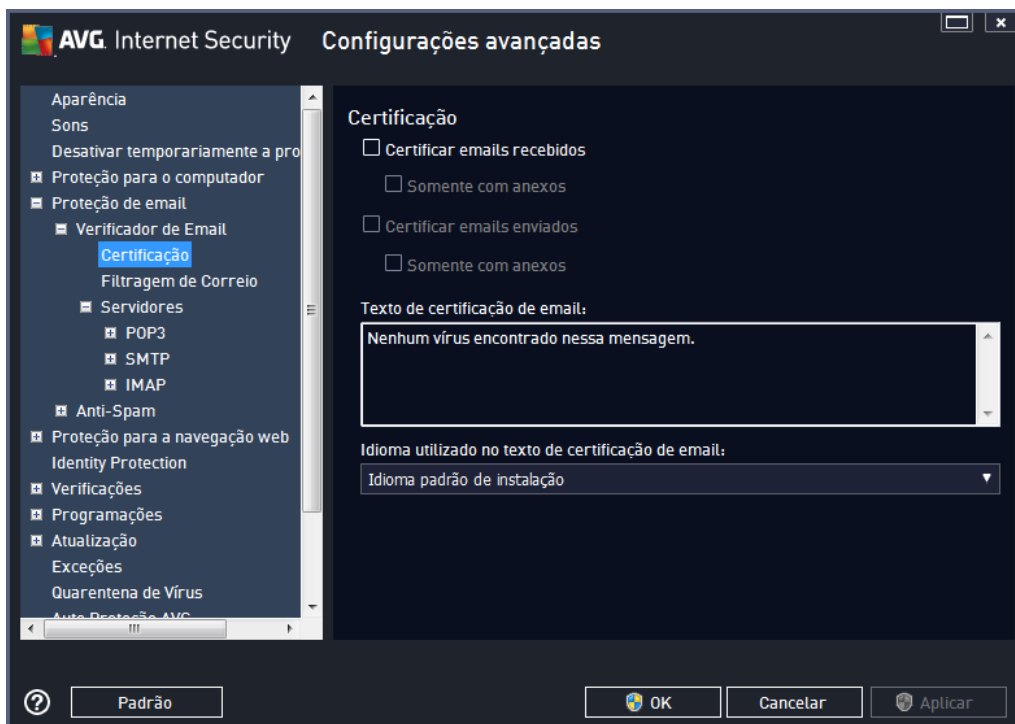 AVG. Internet Security Configurações avançadas
Aparência
Sons
Desativar temporariamente a pro
Proteção para o computador
Proteção de email
Verificador de Email
Certificação
Filtragem de Correio
Servidores
POP3
SMTP
IMAP
Anti-Spam
Proteção para a navegação web
Identity Protection
Verificações
Programações
Atualização
Exceções
Quarentena de Vírus
Auto Proteção AVG
Certificação
Certificar emails recebidos
Somente com anexos
Certificar emails enviados
Somente com anexos
Texto de certificação de email:
Nenhum vírus encontrado nessa mensagem.
Idioma utilizado no texto de certificação de email:
Idioma padrão de instalação
Padrão OK Cancelar Aplicar